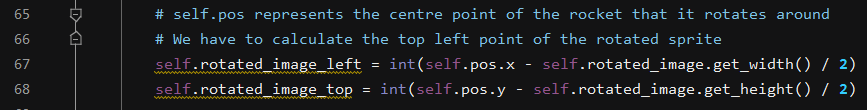 65 # self.pos represents the centre point of the rocket that it rotates around
66 # We have to calculate the top left point of the rotated sprite
67 self.rotated_image_left = int(self.pos.x - self.rotated_image.get_width() / 2)
68 self.rotated_image_top = int(self.pos.y - self.rotated_image.get_height() / 2)